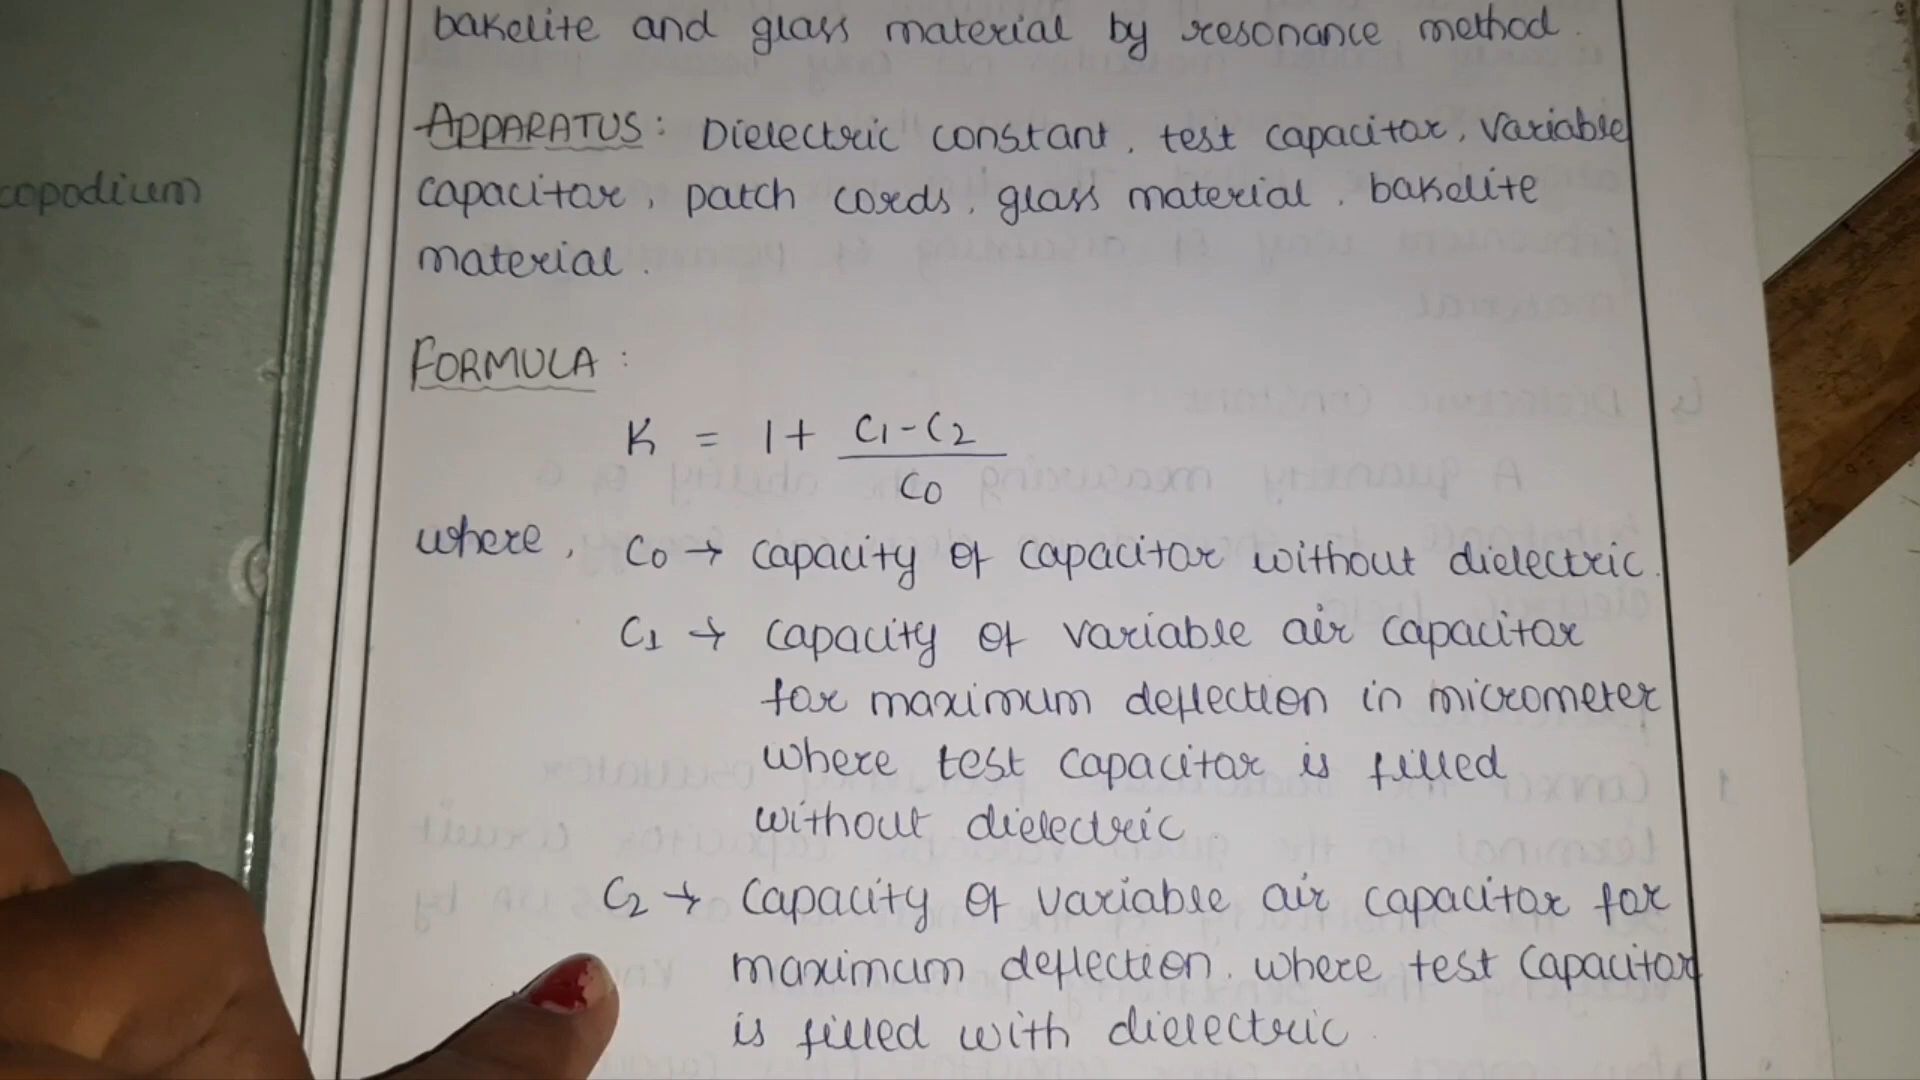 bakelite and glass material by resonance method.
APPARATUS: Dielectric constant, test capacitor, variable
copodium
capacitor, patch cords, glass material, bakelite
material.
FORMULA:
K = 1+ C1-C2
C0
where, C0 → capacity of capacitor without dielectric.
C1 → capacity of variable air capacitor
for maximum deflection in micrometer
where test capacitor is filled
without dielectric
C2 → capacity of variable air capacitor for
maximum deflection. where test capacitor
is filled with dielectric